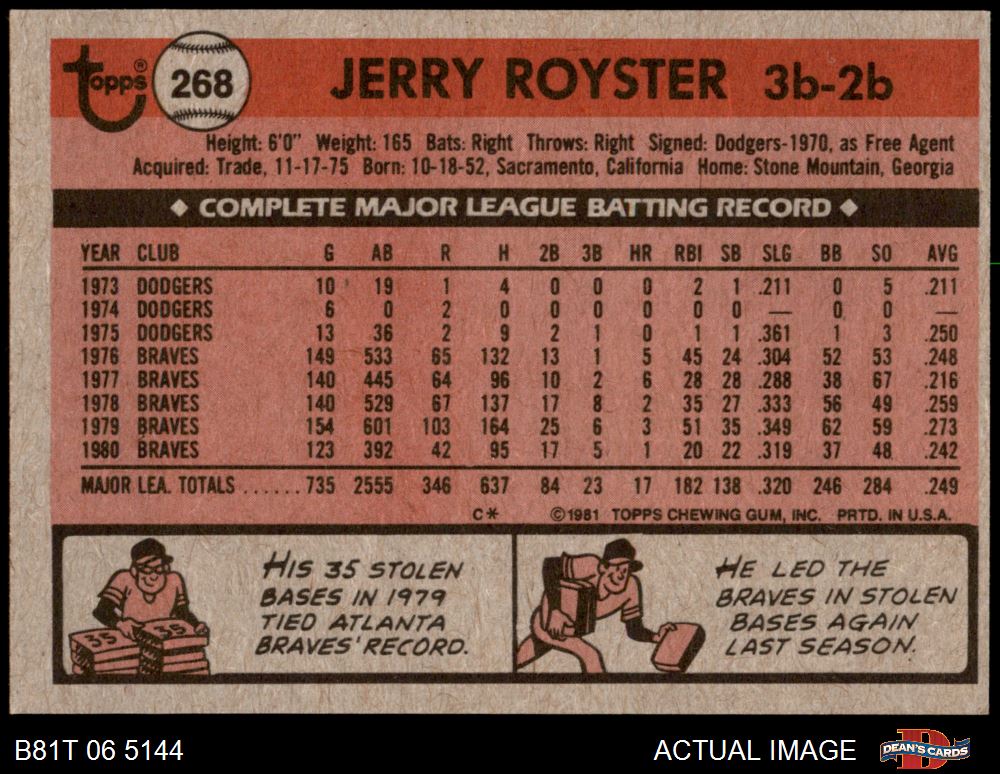 Topps®
268
JERRY ROYSTER 3b-2b
Height: 6'0" Weight: 165 Bats: Right Throws: Right Signed: Dodgers-1970, as Free Agent
Acquired: Trade, 11-17-75 Born: 10-18-52, Sacramento, California Home: Stone Mountain, Georgia
◆ COMPLETE MAJOR LEAGUE BATTING RECORD ◆
YEAR CLUB G AB R H 2B 3B HR RBI SB SLG BB SO AVG
1973 DODGERS 10 19 1 4 0 0 0 2 1 .211 0 5 .211
1974 DODGERS 6 0 2 0 0 0 0 0 0 — 0 0 —
1975 DODGERS 13 36 2 9 2 1 0 1 1 .361 1 3 .250
1976 BRAVES 149 533 65 132 13 1 5 45 24 .304 52 53 .248
1977 BRAVES 140 445 64 96 10 2 6 28 28 .288 38 67 .216
1978 BRAVES 140 529 67 137 17 8 2 35 27 .333 56 49 .259
1979 BRAVES 154 601 103 164 25 6 3 51 35 .349 62 59 .273
1980 BRAVES 123 392 42 95 17 5 1 20 22 .319 37 48 .242
MAJOR LEA. TOTALS ......735 2555 346 637 84 23 17 182 138 .320 246 284 .249
C* ©1981 TOPPS CHEWING GUM, INC. PRTD. IN U.S.A.
35 35
HIS 35 STOLEN
BASES IN 1979
TIED ATLANTA
BRAVES' RECORD.
HE LED THE
BRAVES IN STOLEN
BASES AGAIN
LAST SEASON.
B81T 06 5144
ACTUAL IMAGE
DEAN'S CARDS